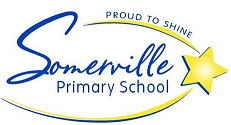 PROUD TO SHINE
Somerville
Primary School